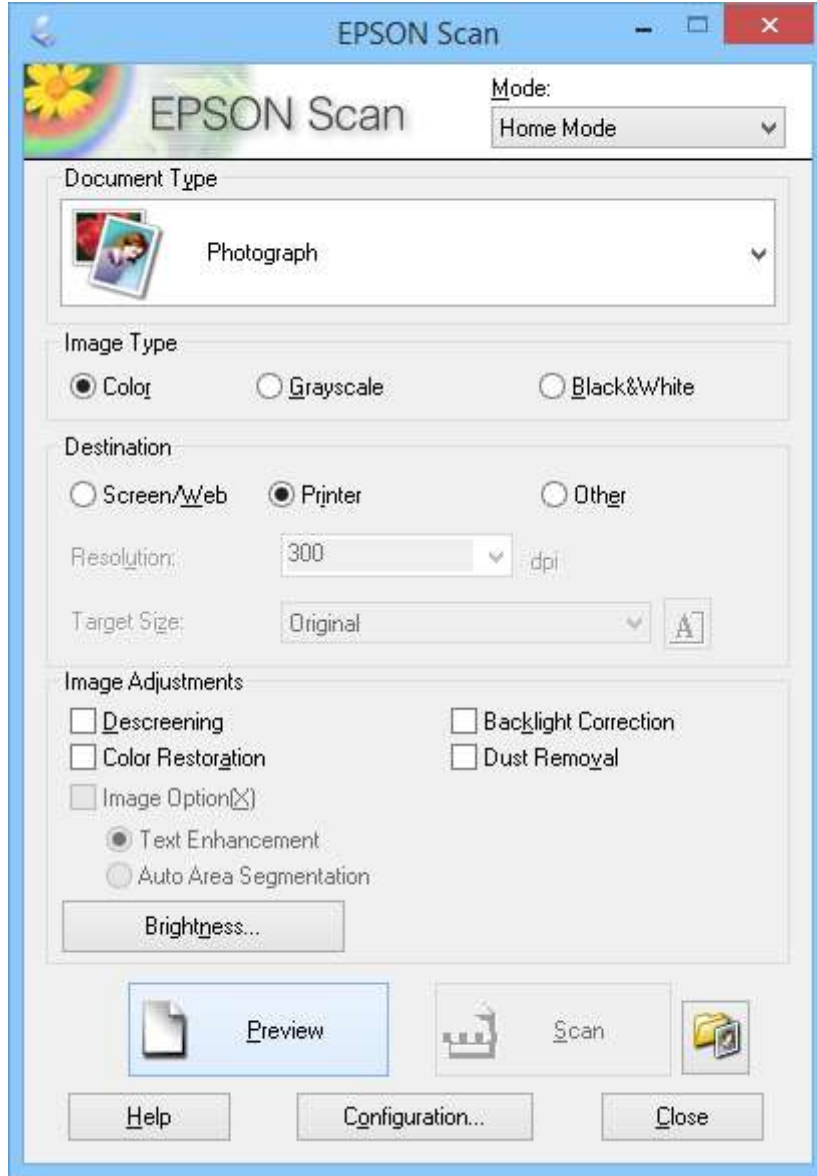 EPSON Scan
EPSON Scan
Mode:
Home Mode
Document Type
Photograph
Image Type
Color Grayscale Black&White
Destination
Screen/Web Printer Other
Resolution: 300 dpi
Target Size: Original A
Image Adjustments
Descreening Backlight Correction
Color Restoration Dust Removal
Image Option(X)
Text Enhancement
Auto Area Segmentation
Brightness...
Preview Scan
Help Configuration... Close